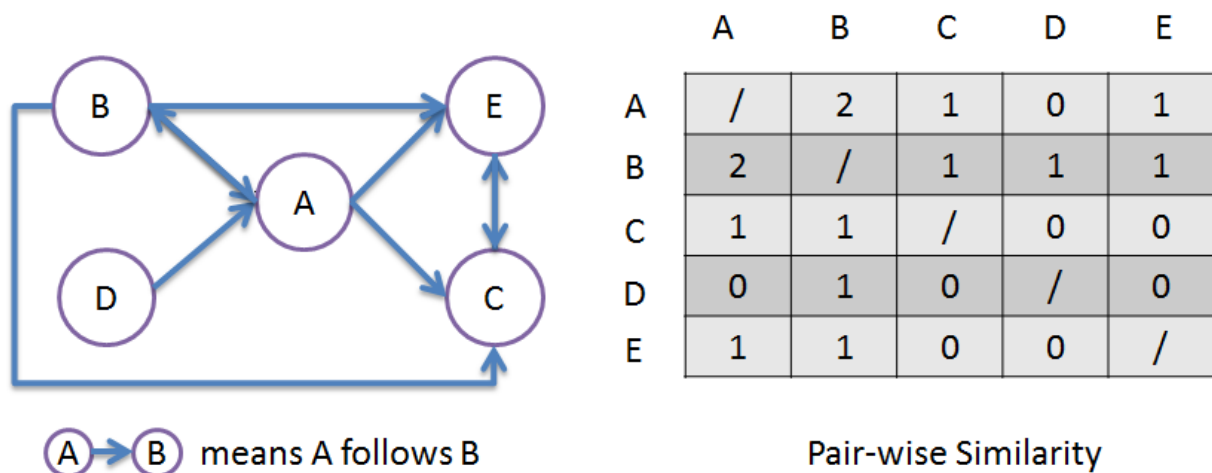 B
E
A
D
C
A B means A follows B
A B C D E
A / 2 1 0 1
B 2 / 1 1 1
C 1 1 / 0 0
D 0 1 0 / 0
E 1 1 0 0 /
Pair-wise Similarity